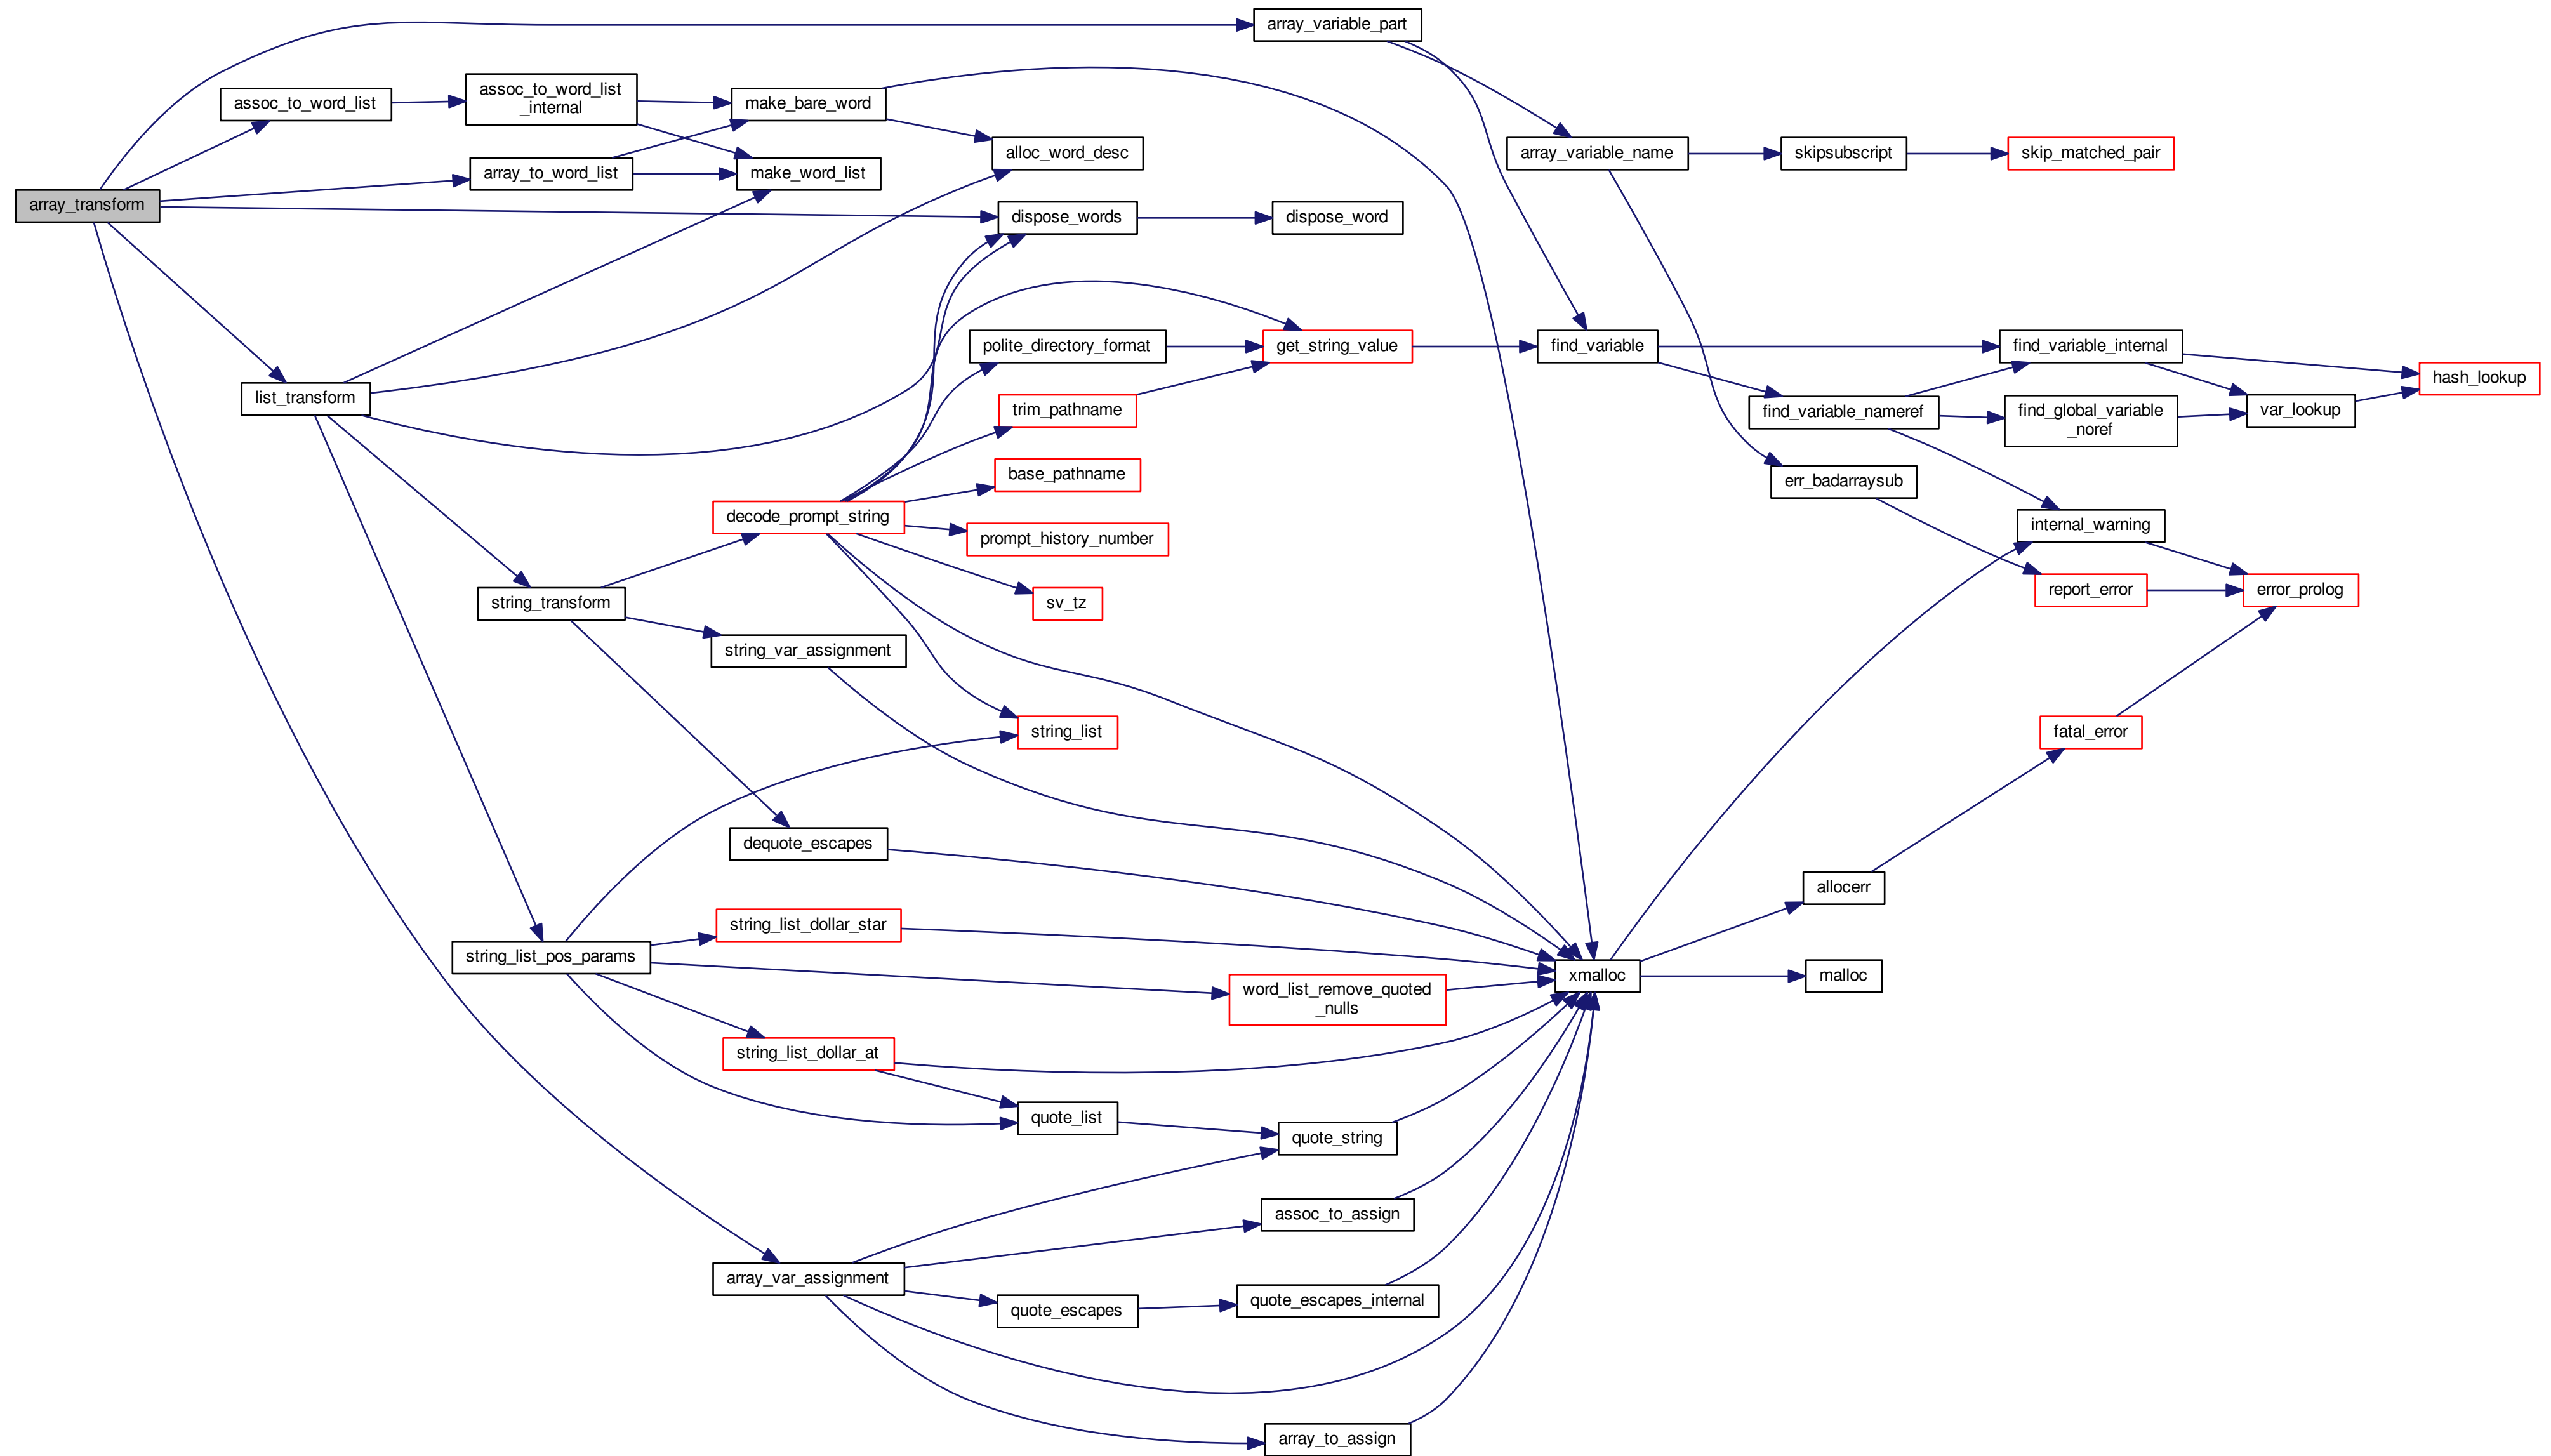 array_variable_part
assoc_to_word_list
assoc_to_word_list
_internal
make_bare_word
alloc_word_desc
array_variable_name
skipsubscript
skip_matched_pair
array_to_word_list
make_word_list
array_transform
dispose_words
dispose_word
polite_directory_format
get_string_value
find_variable
find_variable_internal
hash_lookup
list_transform
trim_pathname
find_variable_nameref
find_global_variable
_noref
var_lookup
base_pathname
err_badarraysub
decode_prompt_string
prompt_history_number
internal_warning
string_transform
sv_tz
report_error
error_prolog
string_var_assignment
string_list
fatal_error
dequote_escapes
allocerr
string_list_dollar_star
string_list_pos_params
xmalloc
malloc
word_list_remove_quoted
_nulls
string_list_dollar_at
quote_list
quote_string
assoc_to_assign
array_var_assignment
quote_escapes
quote_escapes_internal
array_to_assign